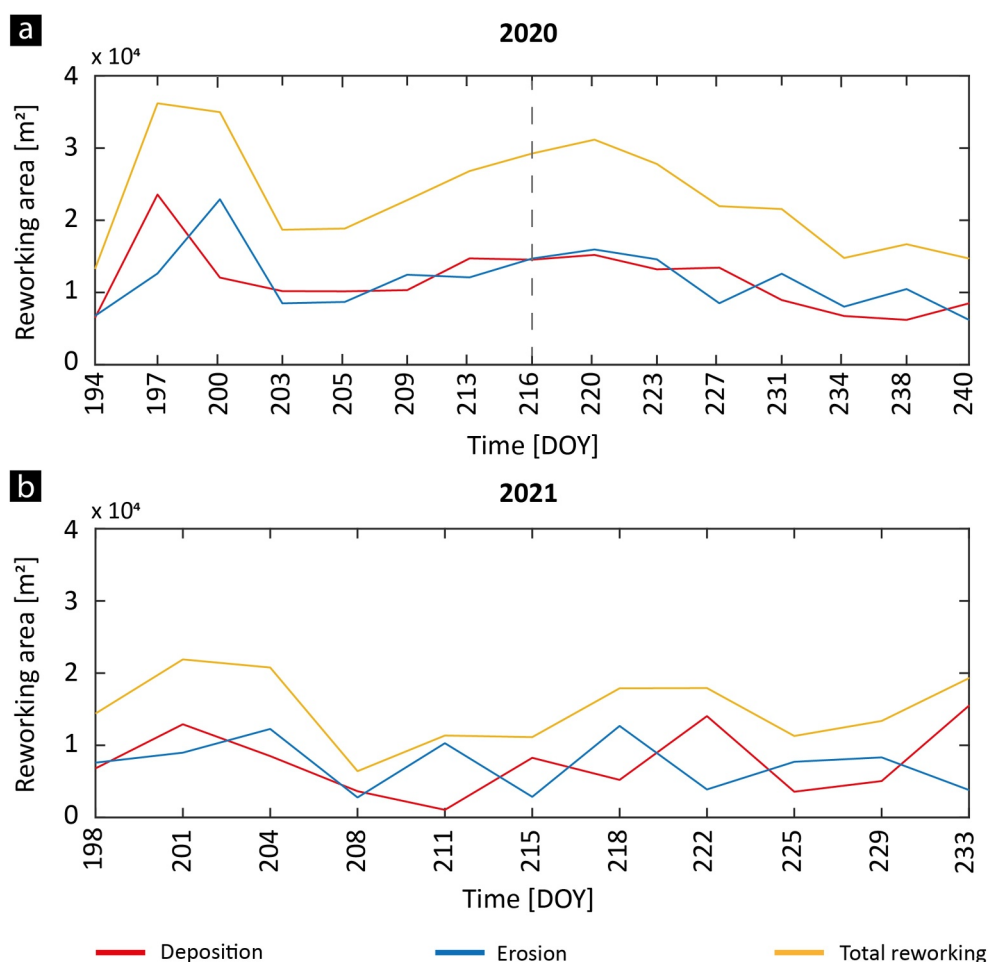 a
2020
x 10⁴
Reworking area [m²]
4
3
2
1
0
194 197 200 203 205 209 213 216 220 223 227 231 234 238 240
Time [DOY]
b
2021
x 10⁴
Reworking area [m²]
4
3
2
1
0
198 201 204 208 211 215 218 222 225 229 233
Time [DOY]
Deposition Erosion Total reworking